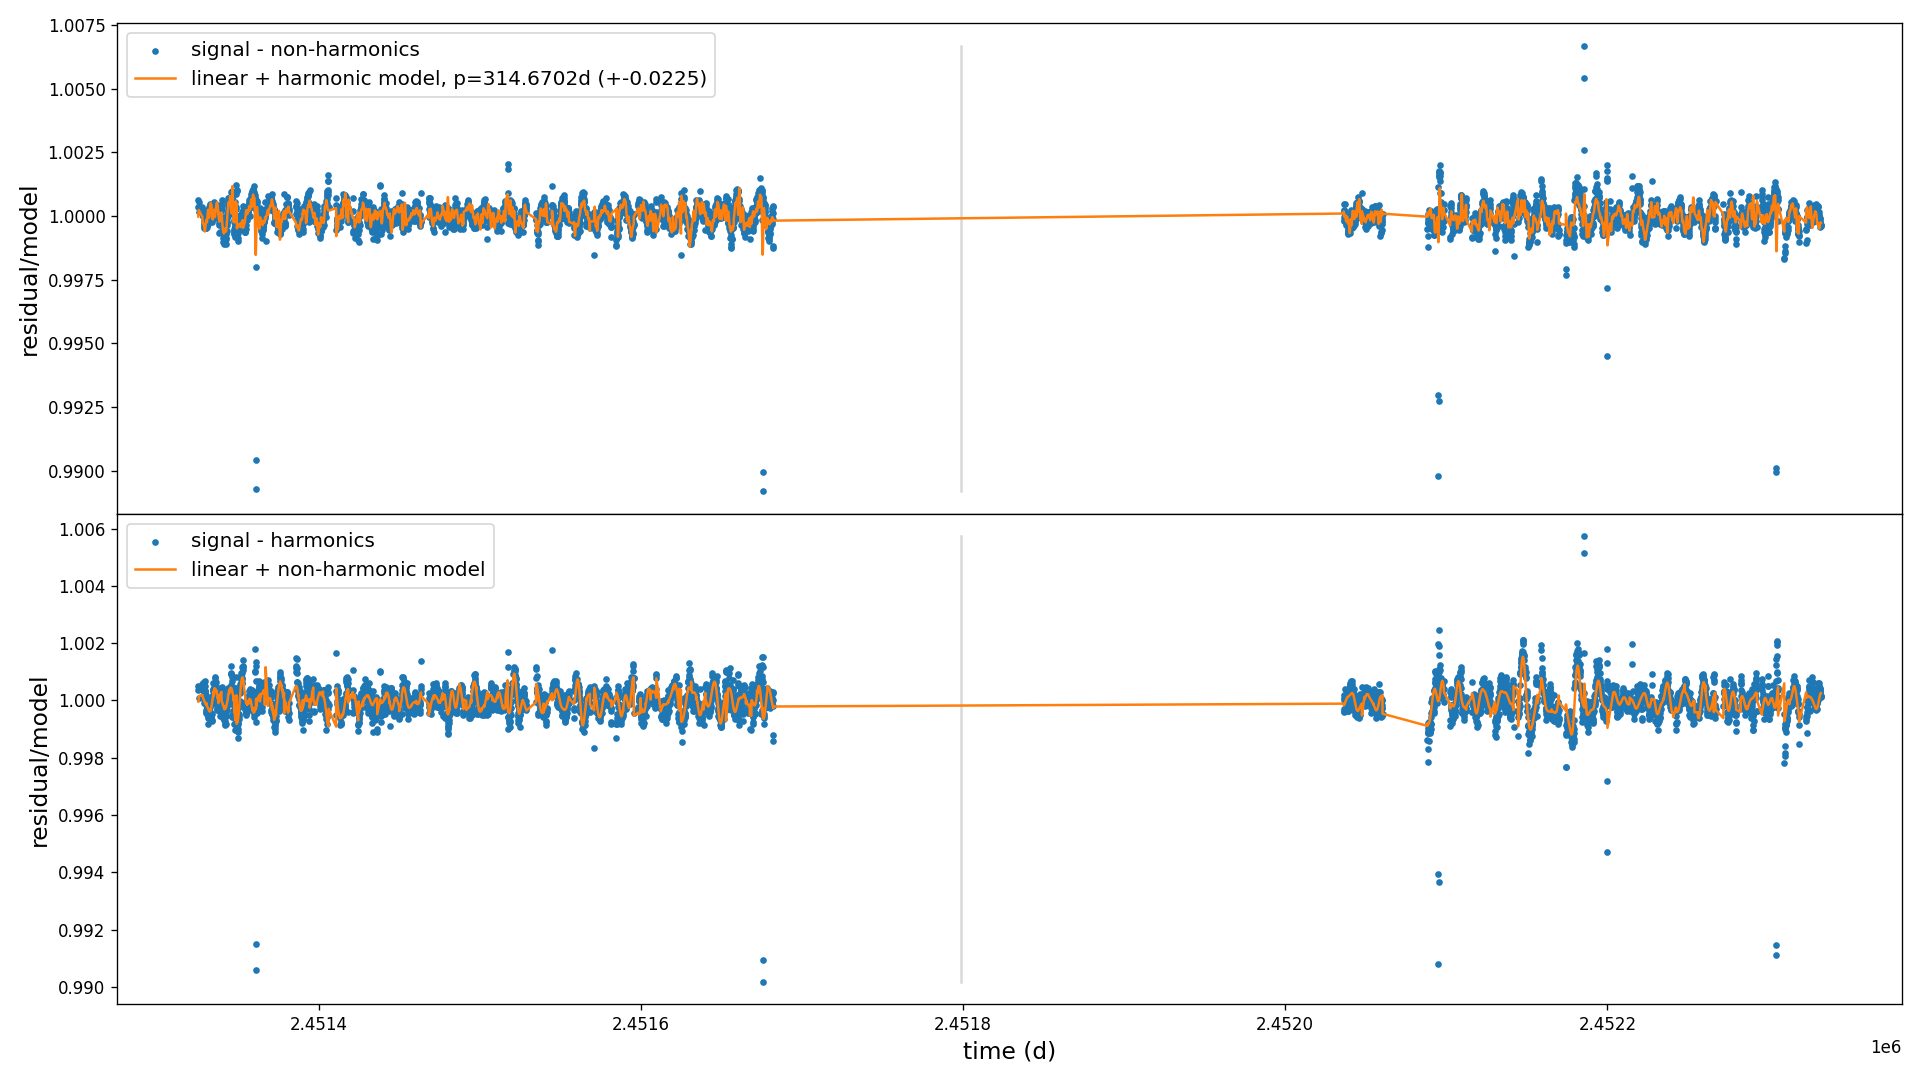 1.0075
1.0050
1.0025
1.0000
0.9975
0.9950
0.9925
0.9900
residual/model
signal - non-harmonics
linear + harmonic model, p=314.6702d (+-0.0225)
1.006
1.004
1.002
1.000
0.998
0.996
0.994
0.992
0.990
residual/model
signal - harmonics
linear + non-harmonic model
2.4514 2.4516 2.4518 2.4520 2.4522
1e6
time (d)